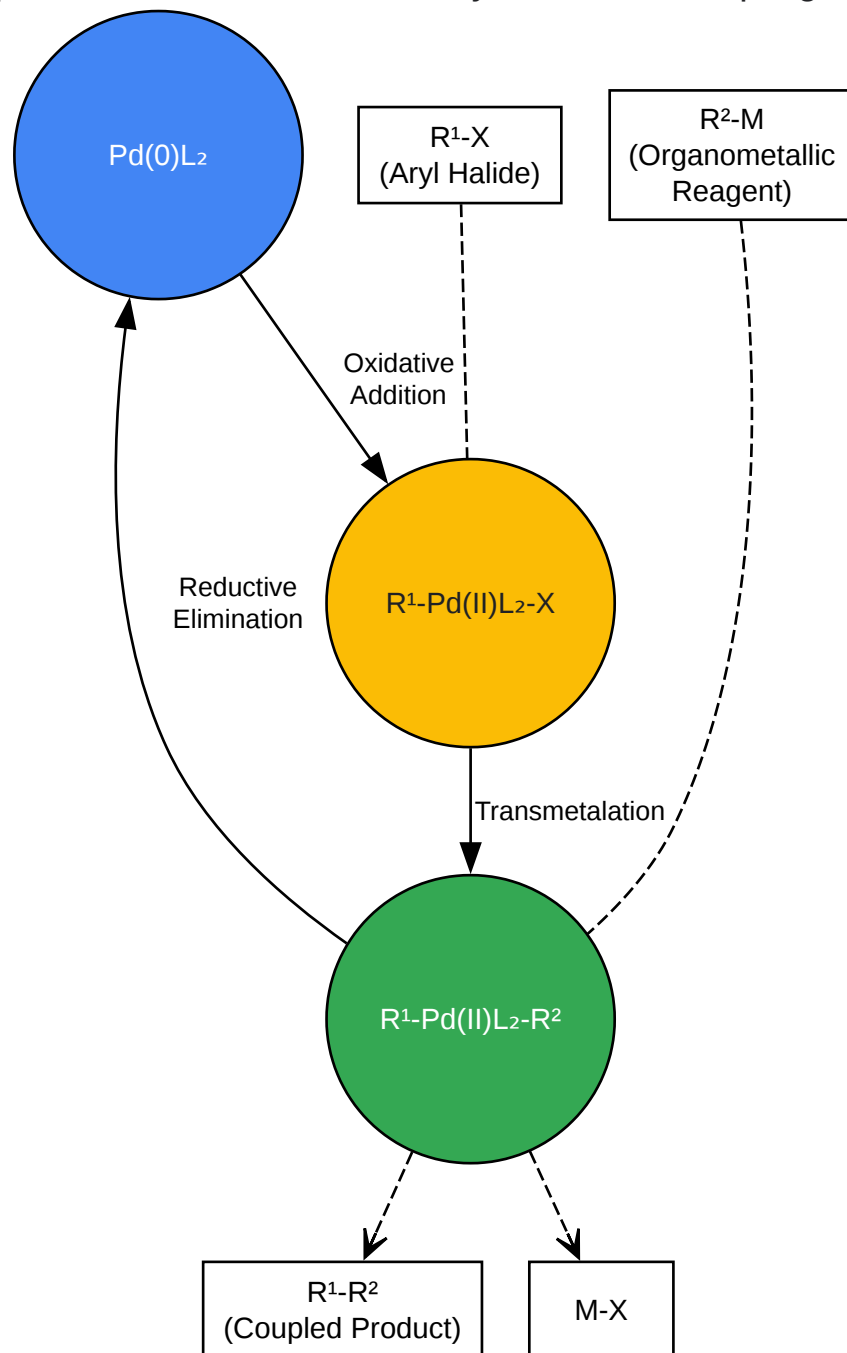 Pd(0)L₂
R¹-X
(Aryl Halide)
R²-M
(Organometallic
Reagent)
Oxidative
Addition
Reductive
Elimination
R¹-Pd(II)L₂-X
Transmetalation
R¹-Pd(II)L₂-R²
R¹-R²
(Coupled Product)
M-X